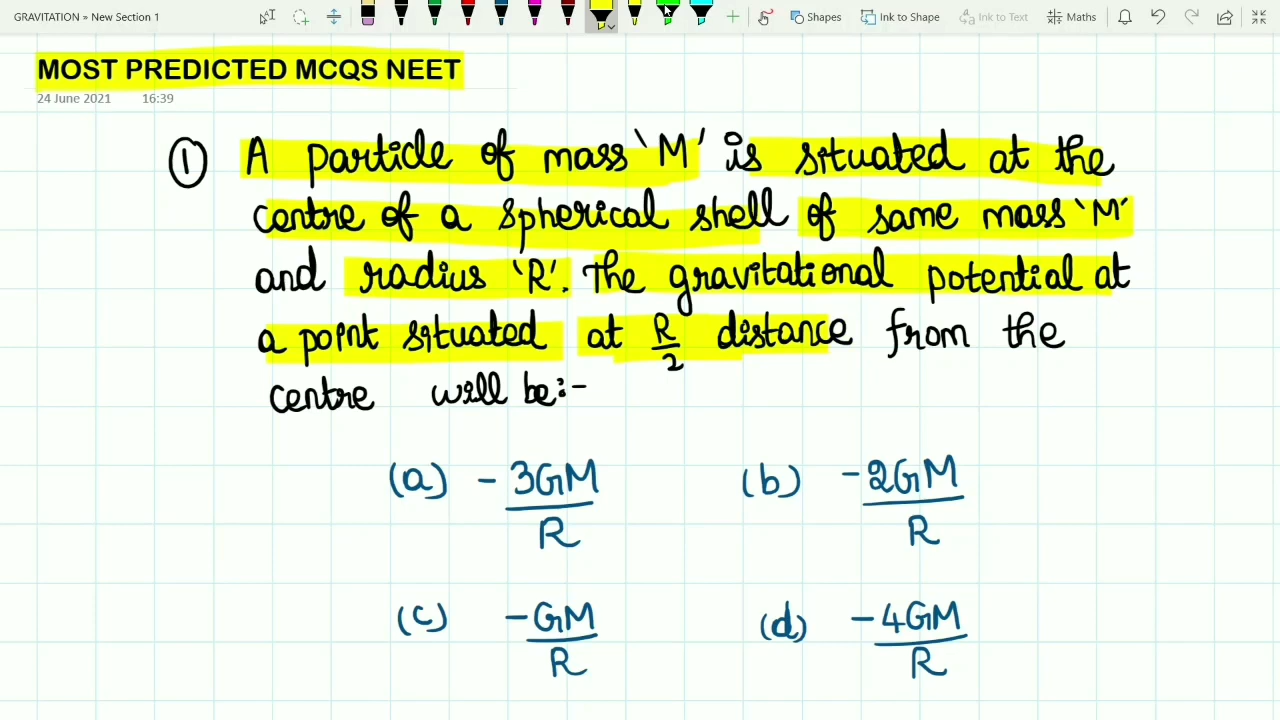 GRAVITATION » New Section 1
Shapes
Ink to Shape
Ink to Text
Maths
MOST PREDICTED MCQS NEET
24 June 2021 16:39
① A particle of mass 'M' is situated at the
centre of a spherical shell of same mass 'M'
and radius 'R'. The gravitational potential at
a point situated at R/2 distance from the
centre will be:-
(a) -3GM/R (b) -2GM/R
(c) -GM/R (d) -4GM/R